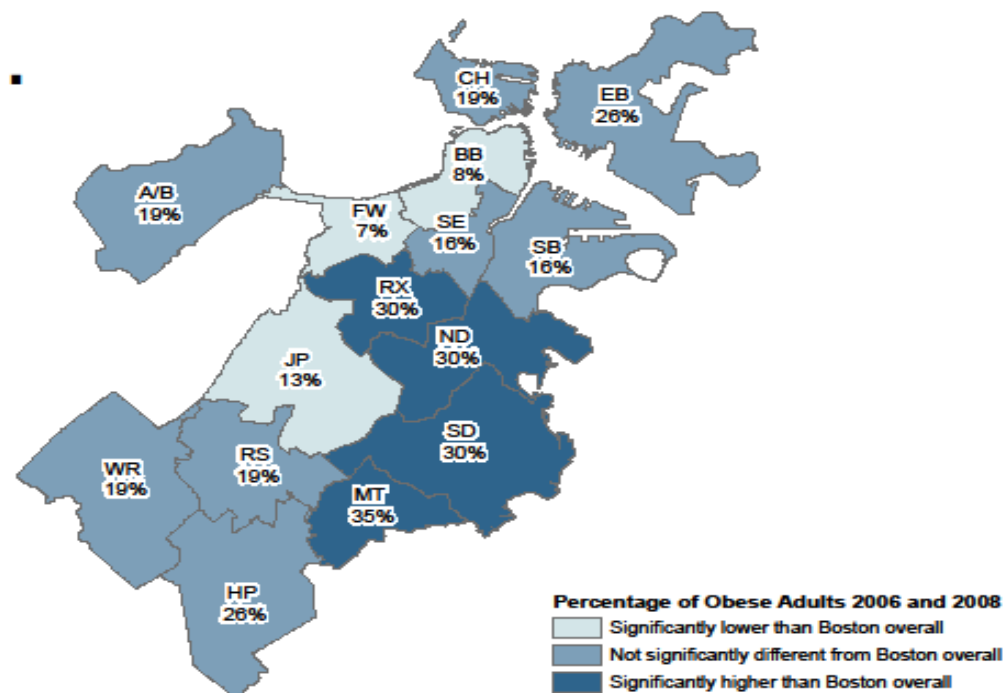 CH
19%
EB
26%
BB
8%
A/B
19%
FW
7%
SE
16%
SB
16%
RX
30%
ND
30%
JP
13%
SD
30%
WR
19%
RS
19%
MT
35%
HP
26%
Percentage of Obese Adults 2006 and 2008
Significantly lower than Boston overall
Not significantly different from Boston overall
Significantly higher than Boston overall